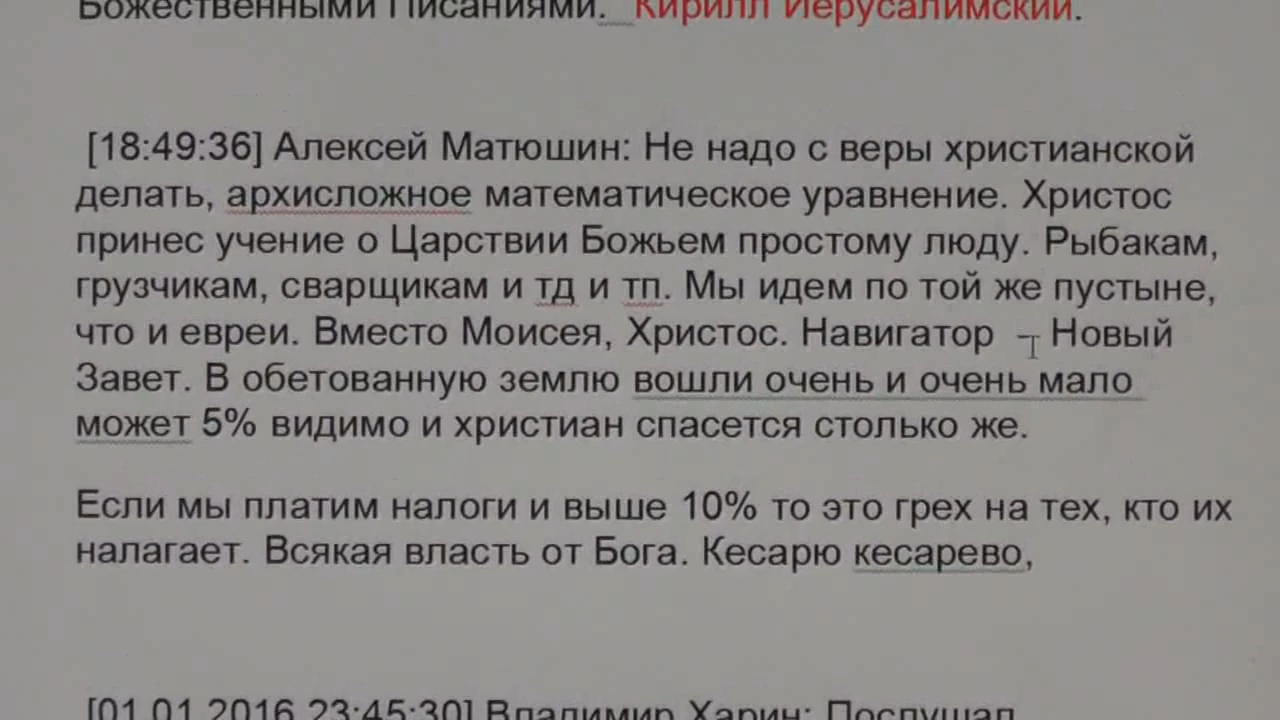 Божественными Писаниями. Кирилл Иерусалимский.
[18:49:36] Алексей Матюшин: Не надо с веры христианской
делать, архисложное математическое уравнение. Христос
принес учение о Царствии Божьем простому люду. Рыбакам,
грузчикам, сварщикам и тд и тп. Мы идем по той же пустыне,
что и евреи. Вместо Моисея, Христос. Навигатор - Новый
Завет. В обетованную землю вошли очень и очень мало
может 5% видимо и христиан спасется столько же.
Если мы платим налоги и выше 10% то это грех на тех, кто их
налагает. Всякая власть от Бога. Кесарю кесарево,
[01.01.2016 23:45:30] Владимир Харин: Послушал